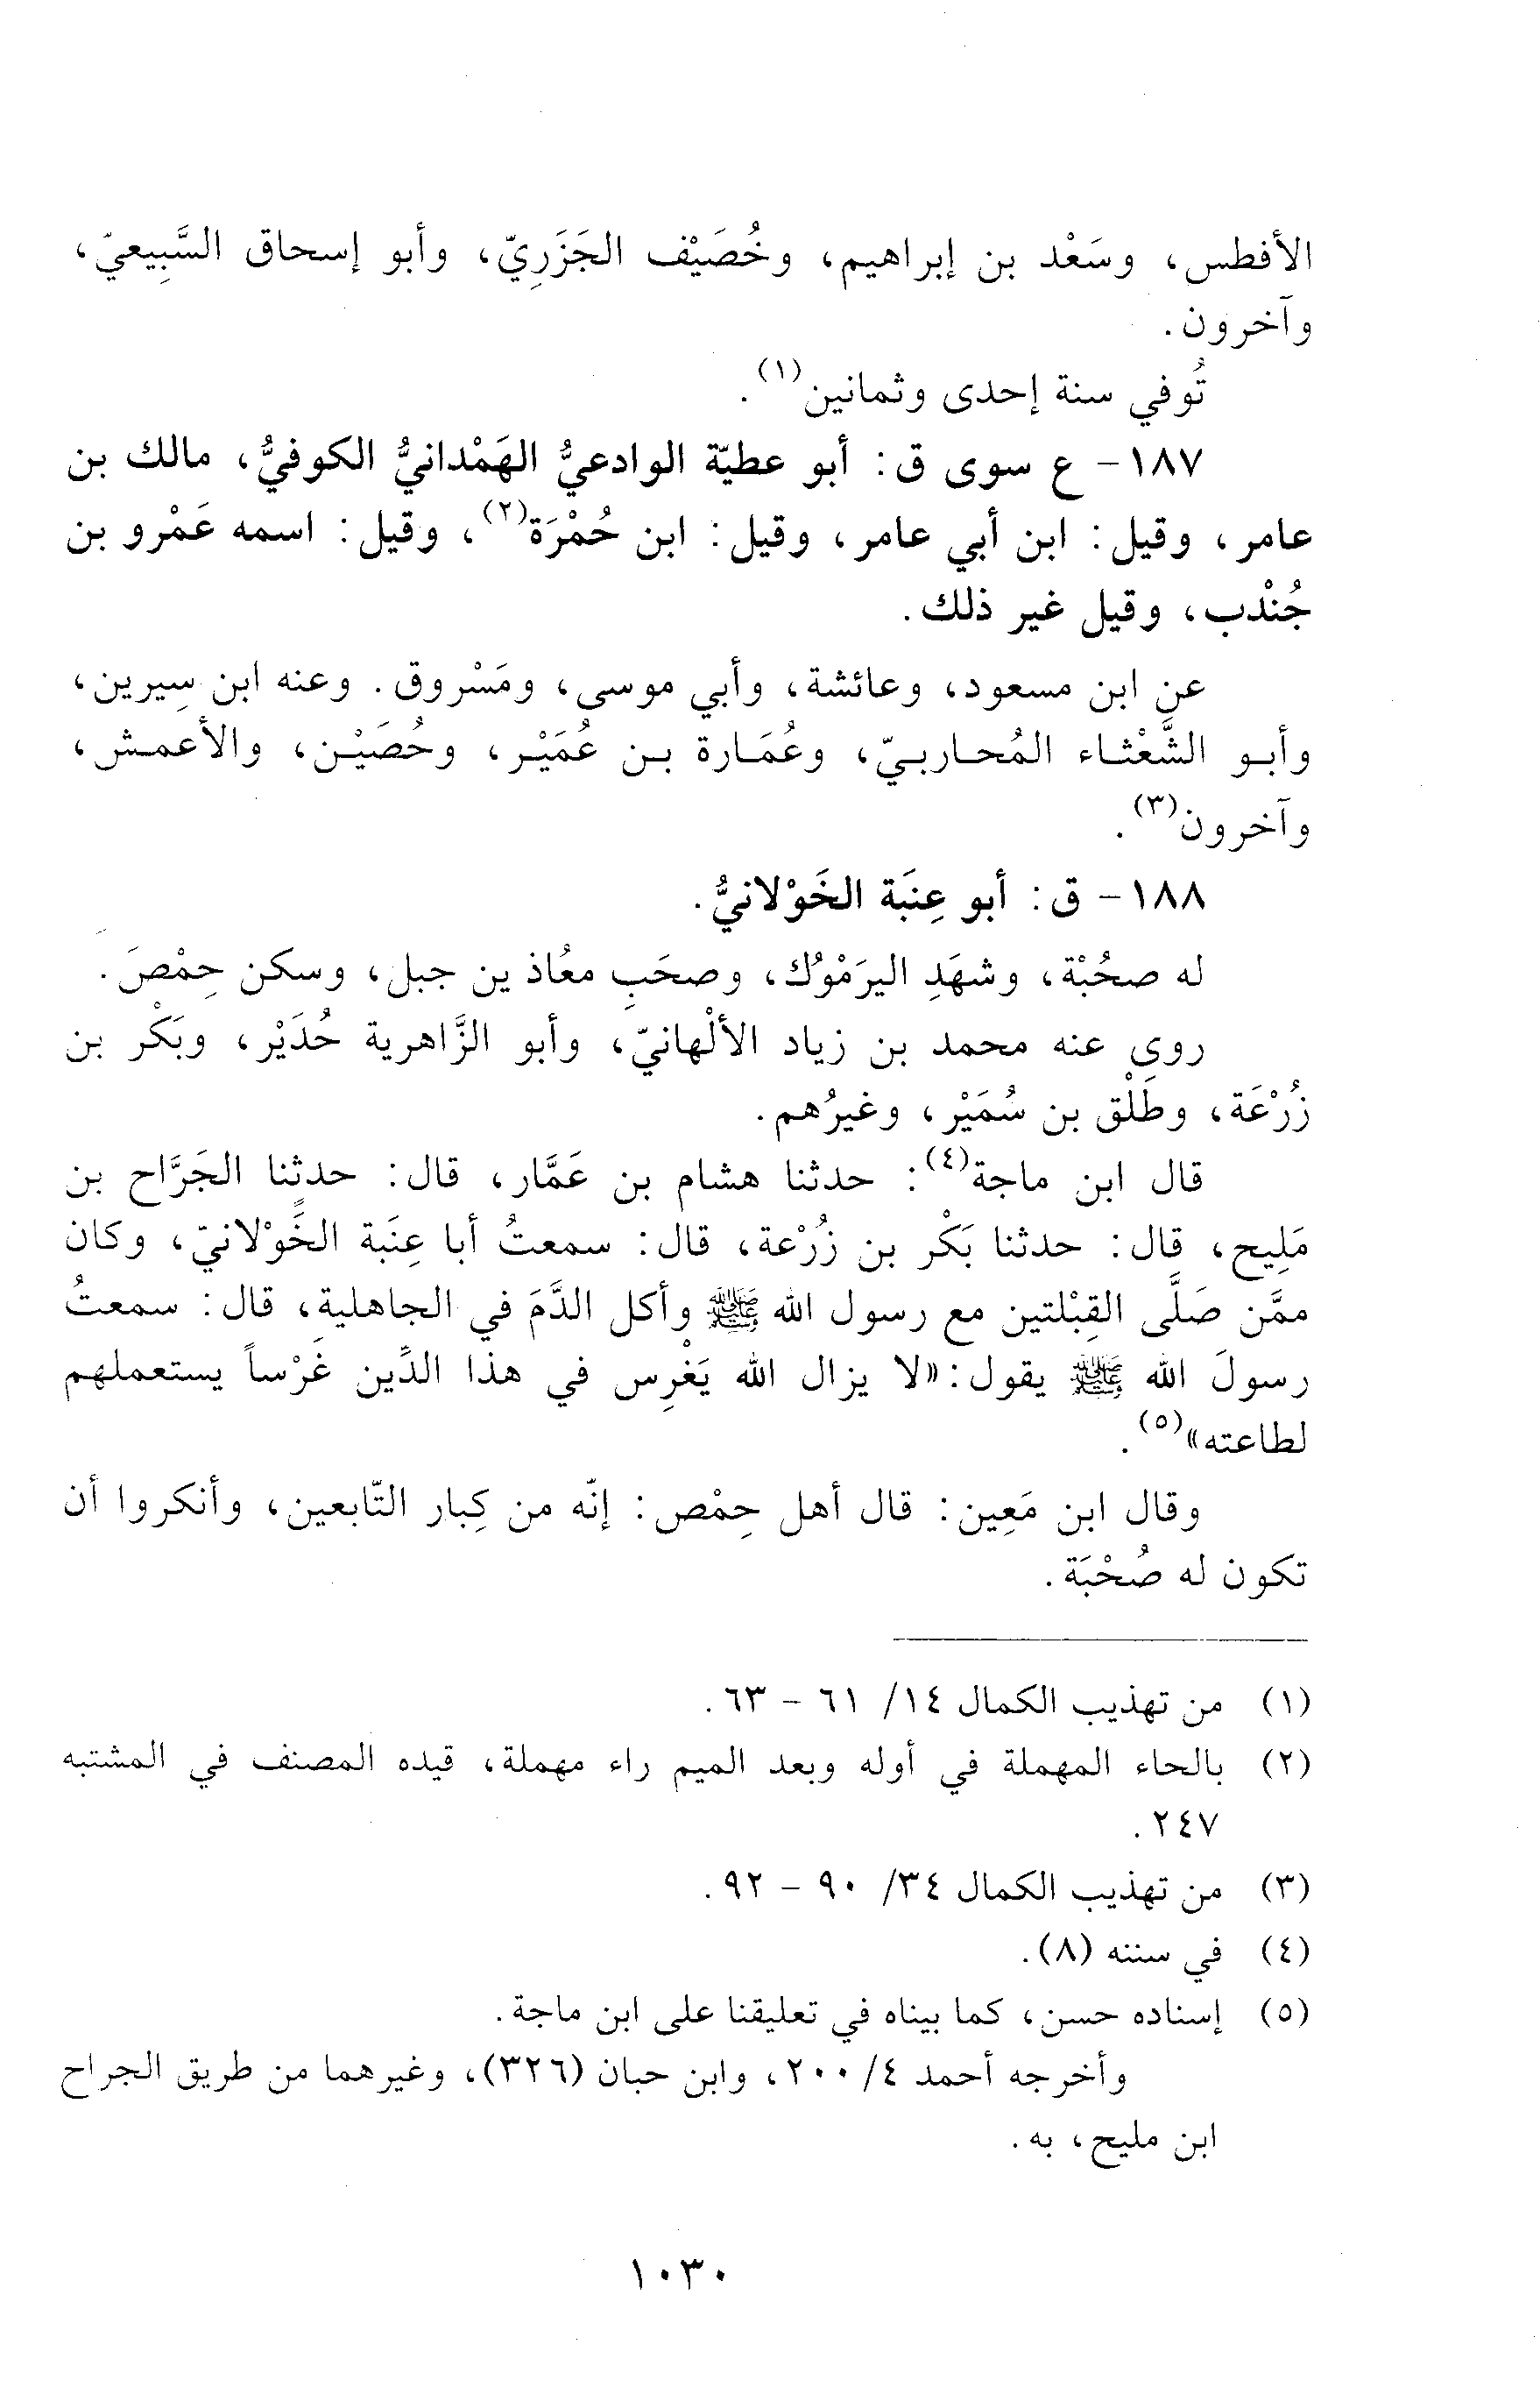 الأفطس، وسَعْد بن إبراهيم، وخُصَيْف الجَزَرِيّ، وأبو إسحاق السَّبِيعيّ،
وآخرون.
تُوفي سنة إحدى وثمانين(١).
١٨٧- ع سوى ق: أبو عطيّة الوادعيُّ الهَمْدانيُّ الكوفيُّ، مالك بن
عامر، وقيل: ابن أبي عامر، وقيل: ابن حُمْرَة(٢)، وقيل: اسمه عَمْرو بن
جُنْدب، وقيل غير ذلك.
عن ابن مسعود، وعائشة، وأبي موسى، ومَسْروق. وعنه ابن سِيرين،
وأبو الشَّعْثاء المُحاربيّ، وعُمَارة بن عُمَيْر، وحُصَيْن، والأعمش،
وآخرون(٣).
١٨٨- ق: أبو عِنَبَة الخَوْلانيُّ.
له صحُبْة، وشهَدِ اليرَمْوُك، وصحَبِ معُاذ ين جبل، وسكن حِمْصَ.
روى عنه محمد بن زياد الألْهانيّ، وأبو الزَّاهرية حُدَيْر، وبَكْر بن
زُرْعَة، وطَلْق بن سُمَيْر، وغيرُهم.
قال ابن ماجة(٤): حدثنا هشام بن عَمَّار، قال: حدثنا الجَرَّاح بن
مَلِيح، قال: حدثنا بَكْر بن زُرْعة، قال: سمعتُ أبا عِنَبة الخَوْلانيّ، وكان
ممَّن صَلَّى القِبْلتين مع رسول الله ﷺ وأكل الدَّمَ في الجاهلية، قال: سمعتُ
رسولَ الله ﷺ يقول: «لا يزال الله يَغْرِس في هذا الدِّين غَرْساً يستعملهم
لطاعته»(٥).
وقال ابن مَعِين: قال أهل حِمْص: إنّه من كِبار التّابعين، وأنكروا أن
تكون له صُحْبَة.
(١) من تهذيب الكمال ١٤/ ٦١ - ٦٣.
(٢) بالحاء المهملة في أوله وبعد الميم راء مهملة، قيده المصنف في المشتبه
٢٤٧.
(٣) من تهذيب الكمال ٣٤/ ٩٠ - ٩٢.
(٤) في سننه (٨).
(٥) إسناده حسن، كما بيناه في تعليقنا على ابن ماجة.
وأخرجه أحمد ٤/ ٢٠٠، وابن حبان (٣٢٦)، وغيرهما من طريق الجراح
ابن مليح، به.
١٠٣٠